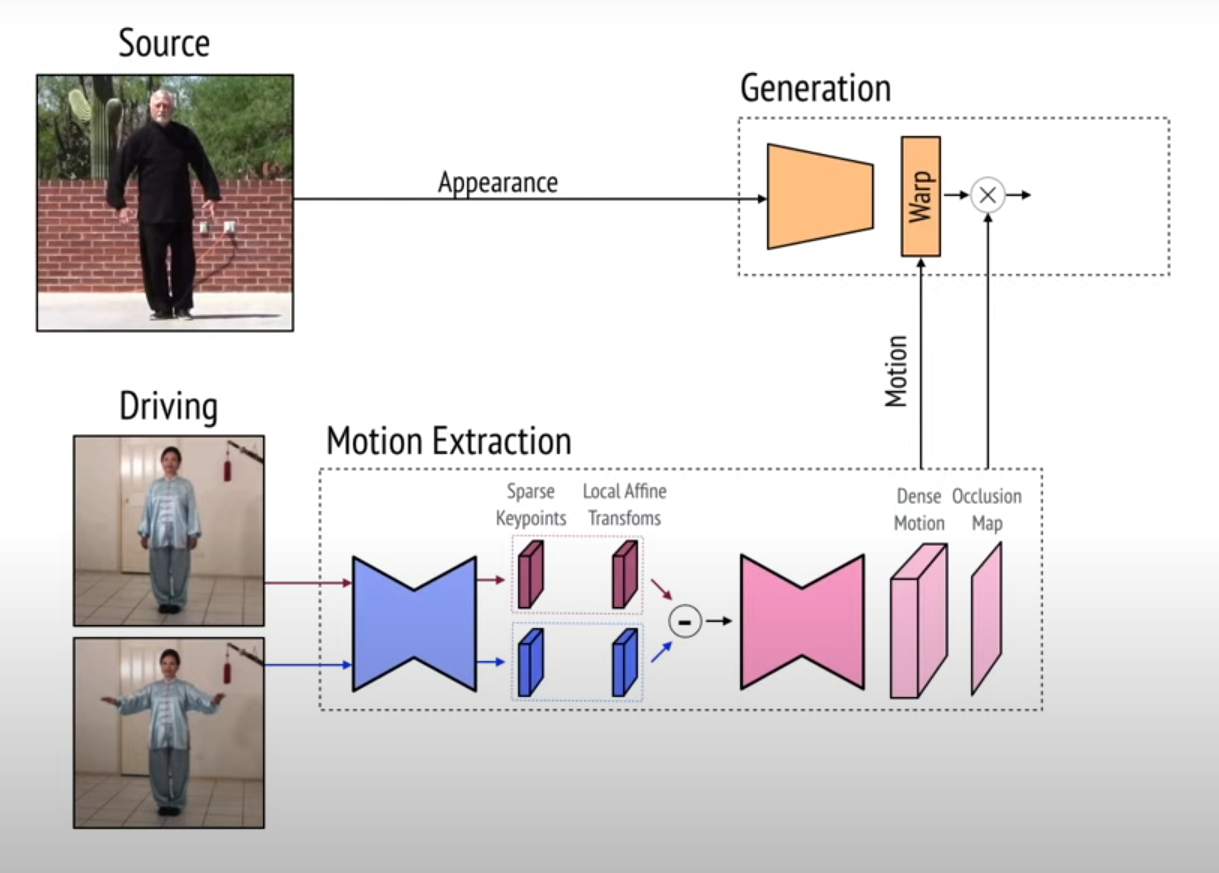 Source
Generation
Appearance
Warp
Motion
Driving
Motion Extraction
Sparse
Keypoints
Local Affine
Transfoms
Dense
Motion
Occlusion
Map
-